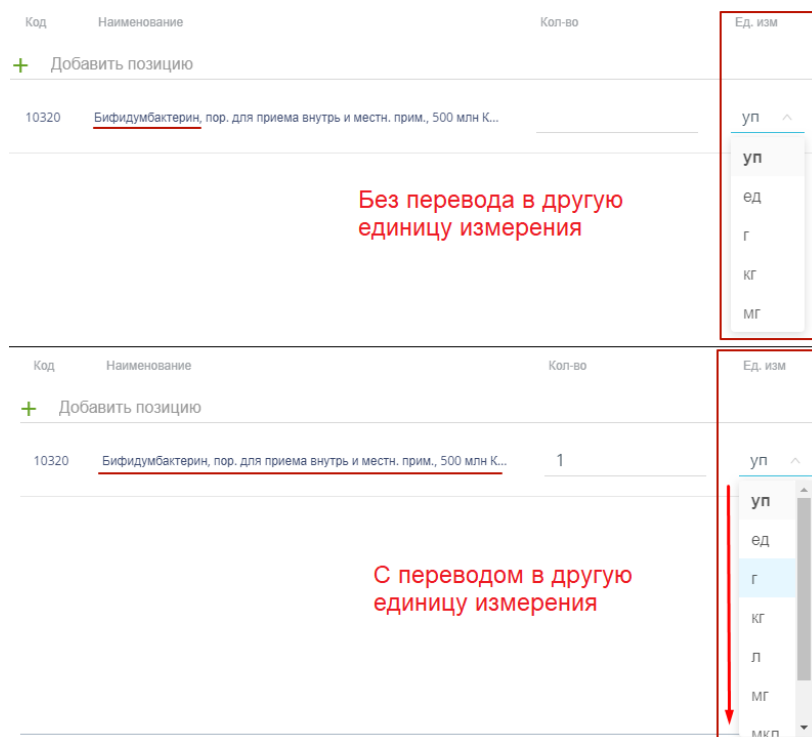 Код Наименование Кол-во Ед. изм
+ Добавить позицию
10320 Бифидумбактерин, пор. для приема внутрь и местн. прим., 500 млн К... уп
уп
ед
г
кг
мг
Без перевода в другую
единицу измерения
Код Наименование Кол-во Ед. изм
+ Добавить позицию
10320 Бифидумбактерин, пор. для приема внутрь и местн. прим., 500 млн К... 1 уп
уп
ед
г
кг
л
мг
мкл
С переводом в другую
единицу измерения